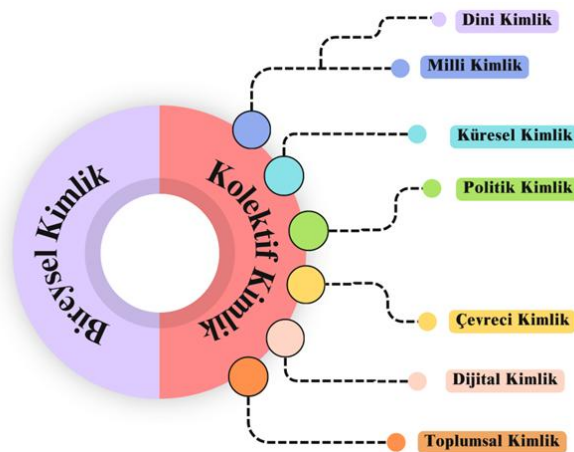 Dini Kimlik
Milli Kimlik
Küresel Kimlik
Politik Kimlik
Bireysel Kimlik
Kolektif Kimlik
Çevreci Kimlik
Dijital Kimlik
Toplumsal Kimlik